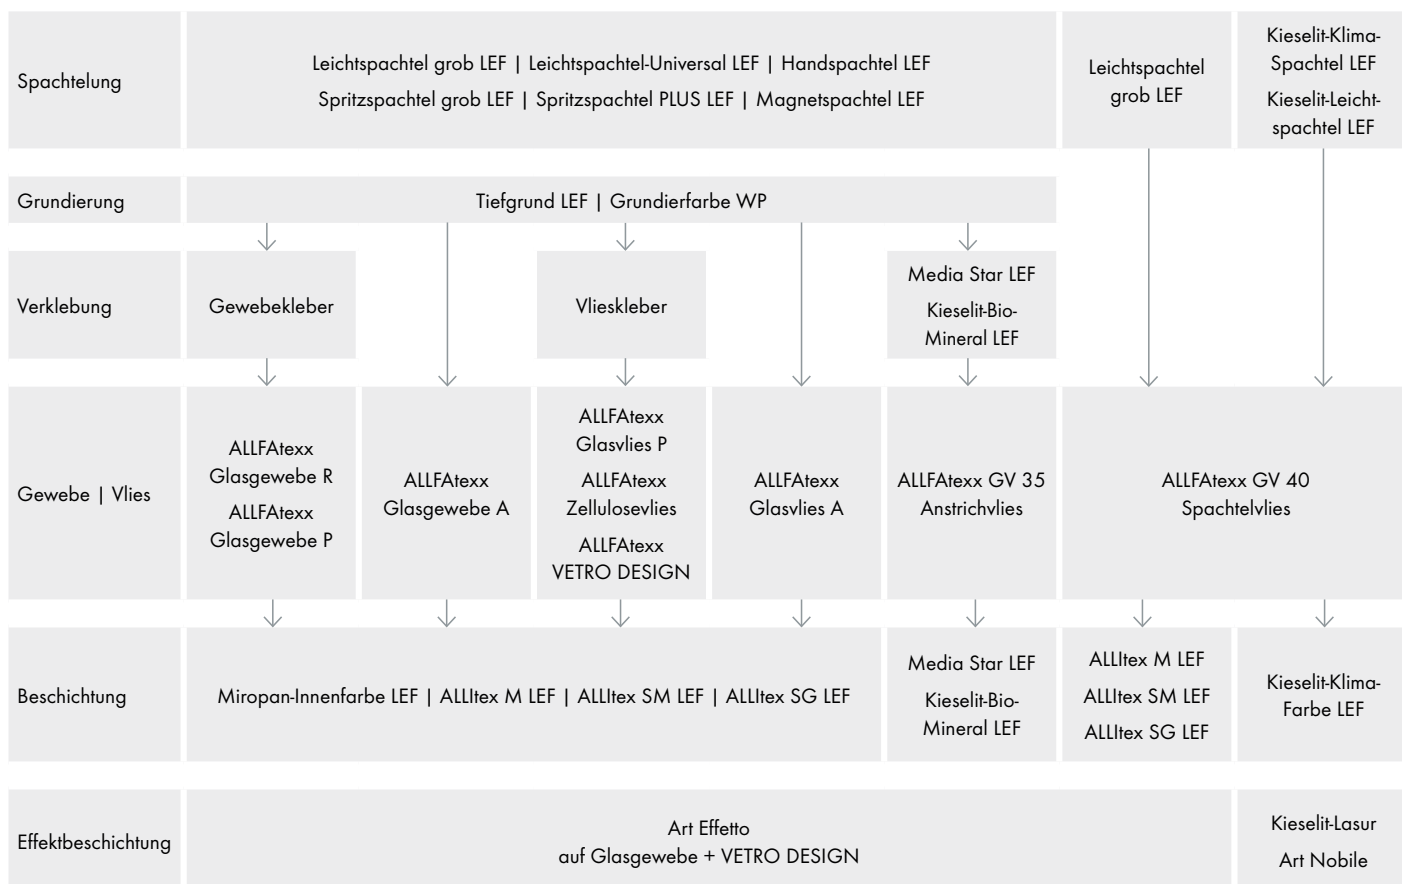 Spachtelung
Leichtspachtel grob LEF | Leichtspachtel-Universal LEF | Handspachtel LEF
Spritzspachtel grob LEF | Spritzspachtel PLUS LEF | Magnetspachtel LEF
Leichtspachtel
grob LEF
Kieselit-Klima-
Spachtel LEF
Kieselit-Leicht-
spachtel LEF
Grundierung
Tiefgrund LEF | Grundierfarbe WP
Verklebung
Gewebekleber
Vlieskleber
Media Star LEF
Kieselit-Bio-
Mineral LEF
Gewebe | Vlies
ALLFAtexx
Glasgewebe R
ALLFAtexx
Glasgewebe P
ALLFAtexx
Glasgewebe A
ALLFAtexx
Glasvlies P
ALLFAtexx
Zellulosevlies
ALLFAtexx
VETRO DESIGN
ALLFAtexx
Glasvlies A
ALLFAtexx GV 35
Anstrichvlies
ALLFAtexx GV 40
Spachtelvlies
Beschichtung
Miropan-Innenfarbe LEF | ALLItex M LEF | ALLItex SM LEF | ALLItex SG LEF
Media Star LEF
Kieselit-Bio-
Mineral LEF
ALLItex M LEF
ALLItex SM LEF
ALLItex SG LEF
Kieselit-Klima-
Farbe LEF
Effektbeschichtung
Art Effetto
auf Glasgewebe + VETRO DESIGN
Kieselit-Lasur
Art Nobile